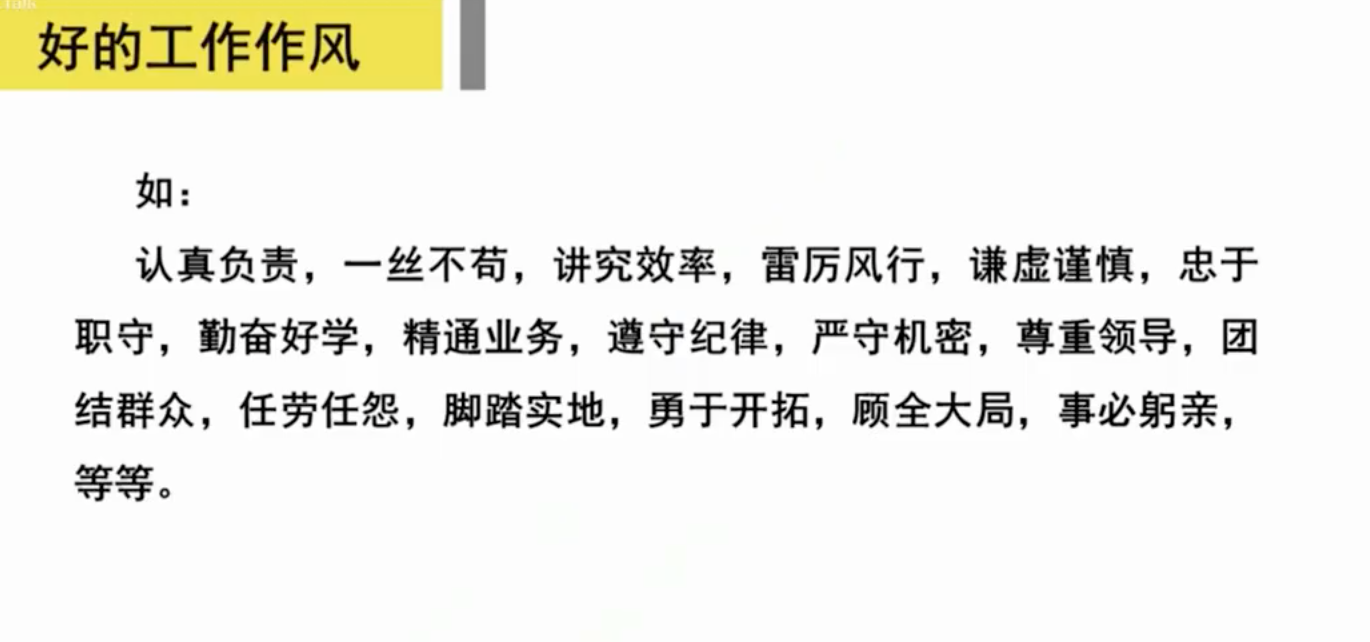 好的工作作风
如：
认真负责，一丝不苟，讲究效率，雷厉风行，谦虚谨慎，忠于
职守，勤奋好学，精通业务，遵守纪律，严守机密，尊重领导，团
结群众，任劳任怨，脚踏实地，勇于开拓，顾全大局，事必躬亲，
等等。